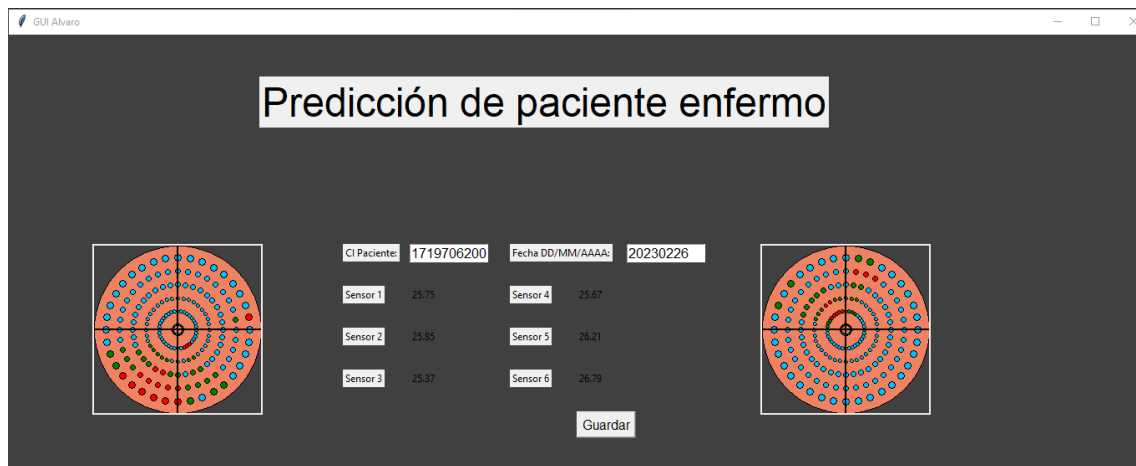 GUI Alvaro
Predicción de paciente enfermo
CI Paciente: 1719706200 Fecha DD/MM/AAAA: 20230226
Sensor 1 25.75 Sensor 4 25.67
Sensor 2 25.85 Sensor 5 26.21
Sensor 3 25.37 Sensor 6 26.79
Guardar